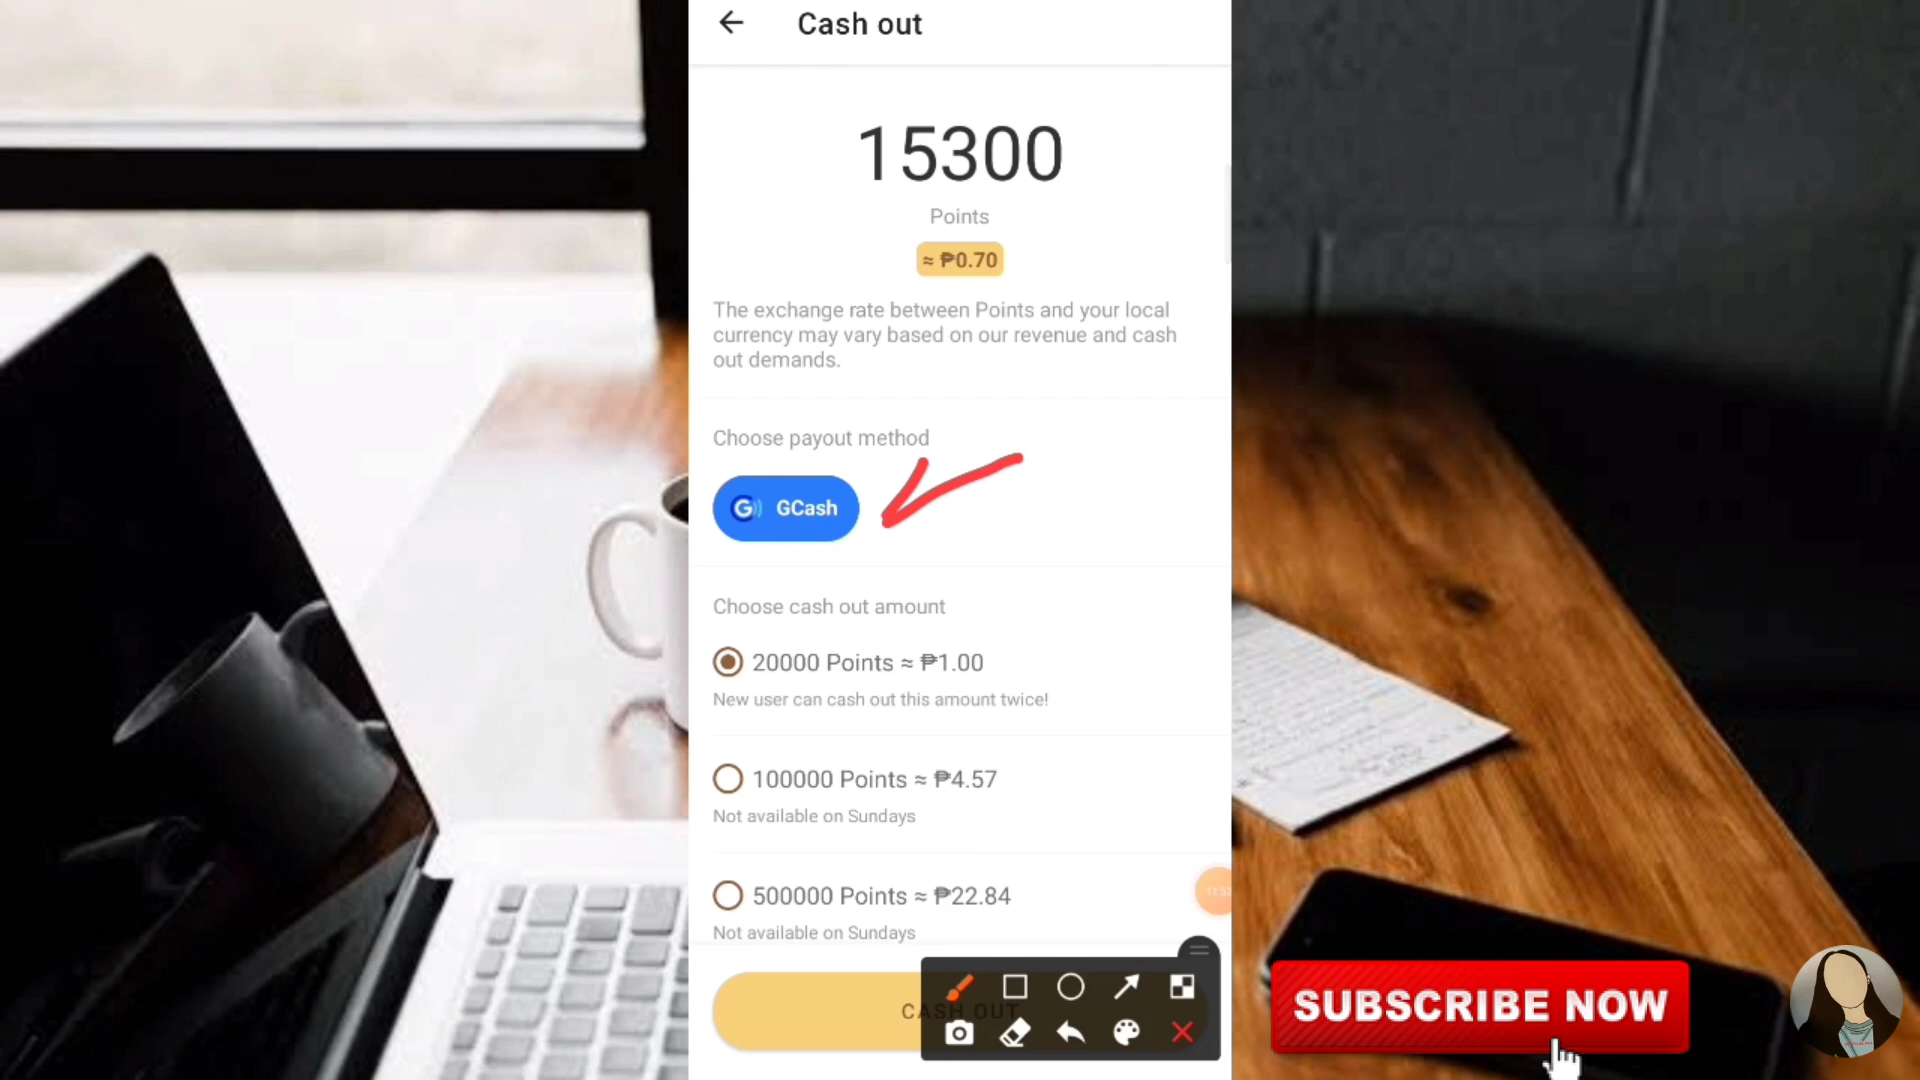 Cash out
15300
Points
≈ ₱0.70
The exchange rate between Points and your local
currency may vary based on our revenue and cash
out demands.
Choose payout method
G GCash
Choose cash out amount
20000 Points ≈ ₱1.00
New user can cash out this amount twice!
100000 Points ≈ ₱4.57
Not available on Sundays
500000 Points ≈ ₱22.84
Not available on Sundays
CASH OUT
SUBSCRIBE NOW